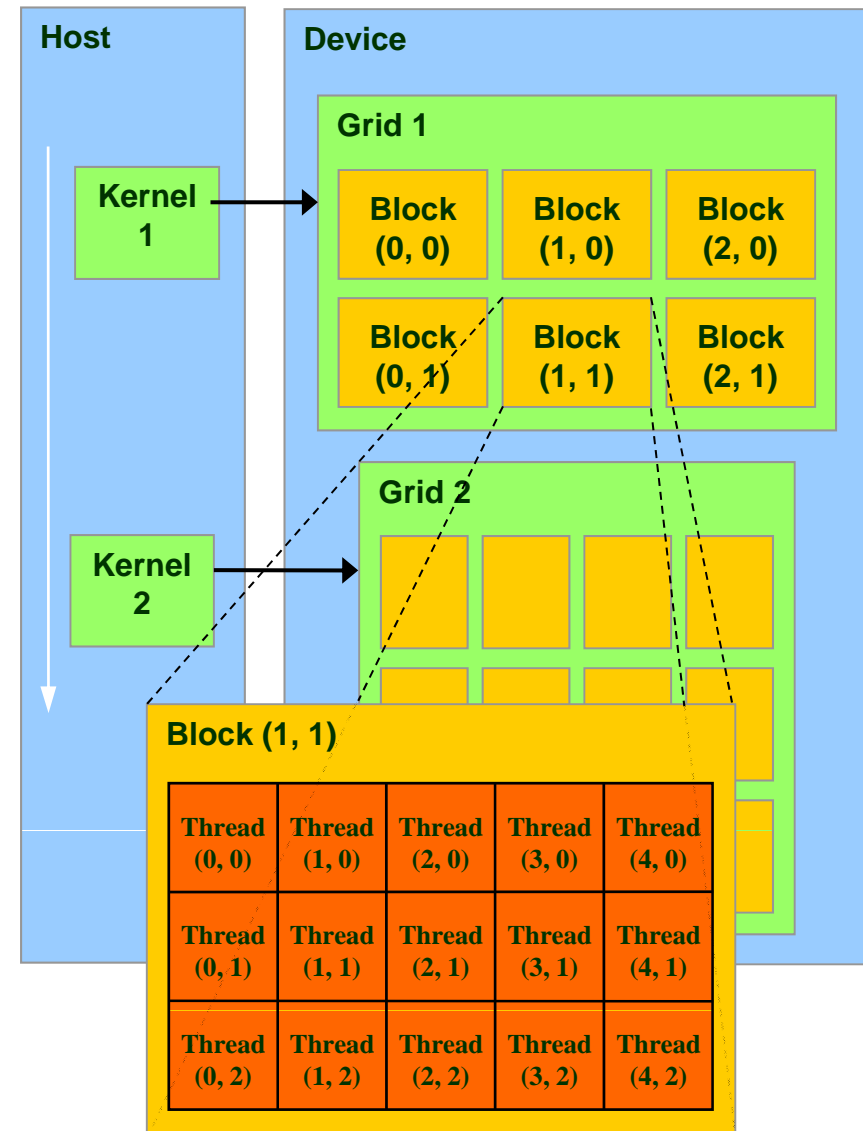 Host
Device
Grid 1
Kernel
1
Block
(0, 0)
Block
(1, 0)
Block
(2, 0)
Block
(0, 1)
Block
(1, 1)
Block
(2, 1)
Grid 2
Kernel
2
Block (1, 1)
Thread
(0, 0)
Thread
(1, 0)
Thread
(2, 0)
Thread
(3, 0)
Thread
(4, 0)
Thread
(0, 1)
Thread
(1, 1)
Thread
(2, 1)
Thread
(3, 1)
Thread
(4, 1)
Thread
(0, 2)
Thread
(1, 2)
Thread
(2, 2)
Thread
(3, 2)
Thread
(4, 2)